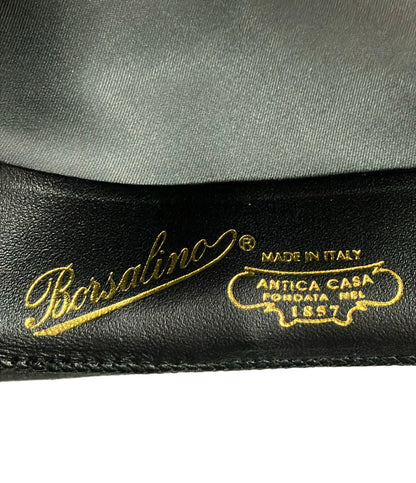 Borsalino®
MADE IN ITALY
ANTICA CASA
FONDATA NEL
1857